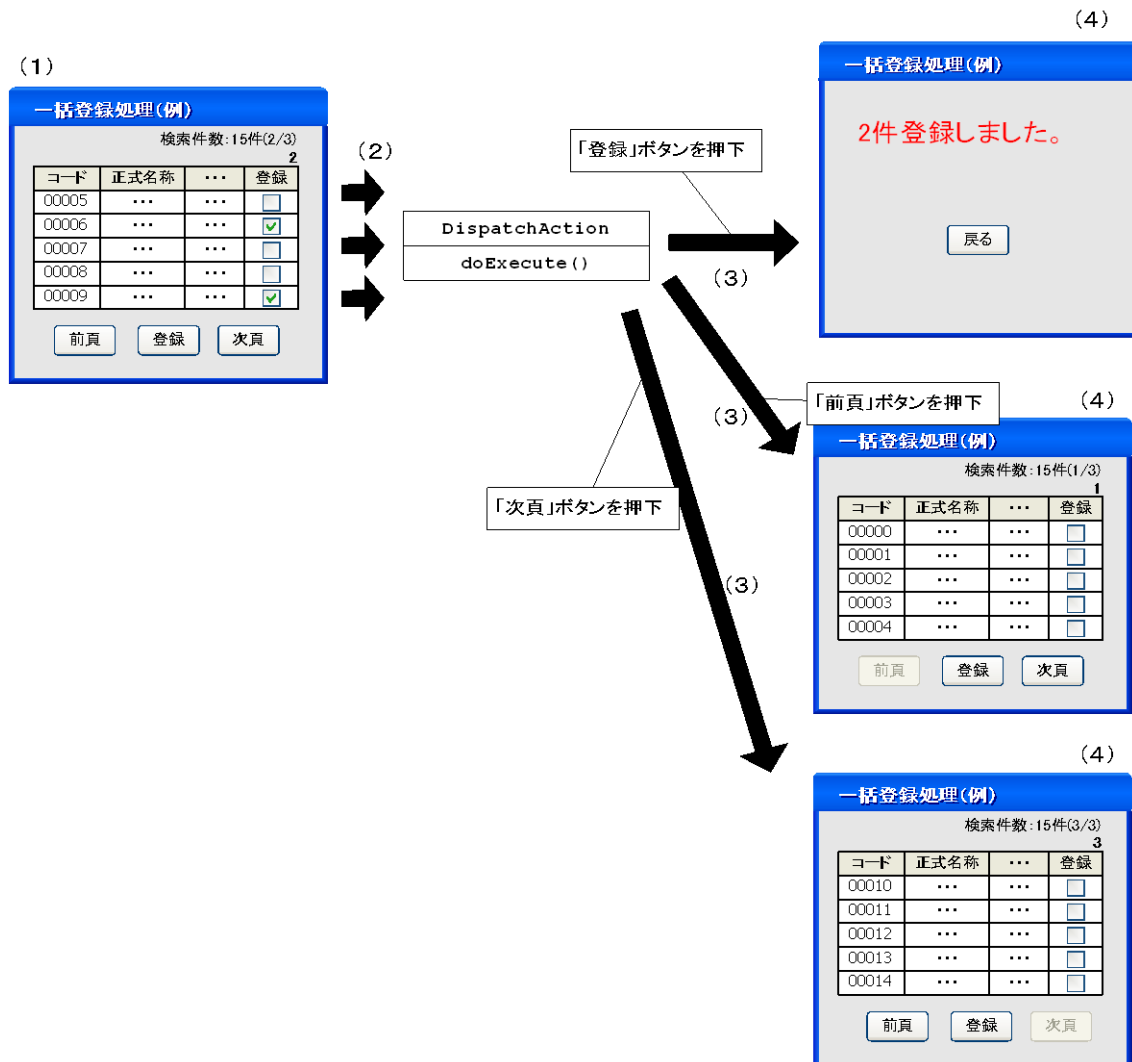 (1)
一括登録処理(例)
検索件数:15件(2/3)
2
コード 正式名称 ・・・ 登録
00005 ・・・ ・・・
00006 ・・・ ・・・
00007 ・・・ ・・・
00008 ・・・ ・・・
00009 ・・・ ・・・
前頁 登録 次頁
(2)
DispatchAction
doExecute()
「登録」ボタンを押下
(3)
(4)
一括登録処理(例)
2件登録しました。
戻る
「前頁」ボタンを押下
(3)
(4)
一括登録処理(例)
検索件数:15件(1/3)
1
コード 正式名称 ・・・ 登録
00000 ・・・ ・・・
00001 ・・・ ・・・
00002 ・・・ ・・・
00003 ・・・ ・・・
00004 ・・・ ・・・
前頁 登録 次頁
「次頁」ボタンを押下
(3)
(4)
一括登録処理(例)
検索件数:15件(3/3)
3
コード 正式名称 ・・・ 登録
00010 ・・・ ・・・
00011 ・・・ ・・・
00012 ・・・ ・・・
00013 ・・・ ・・・
00014 ・・・ ・・・
前頁 登録 次頁